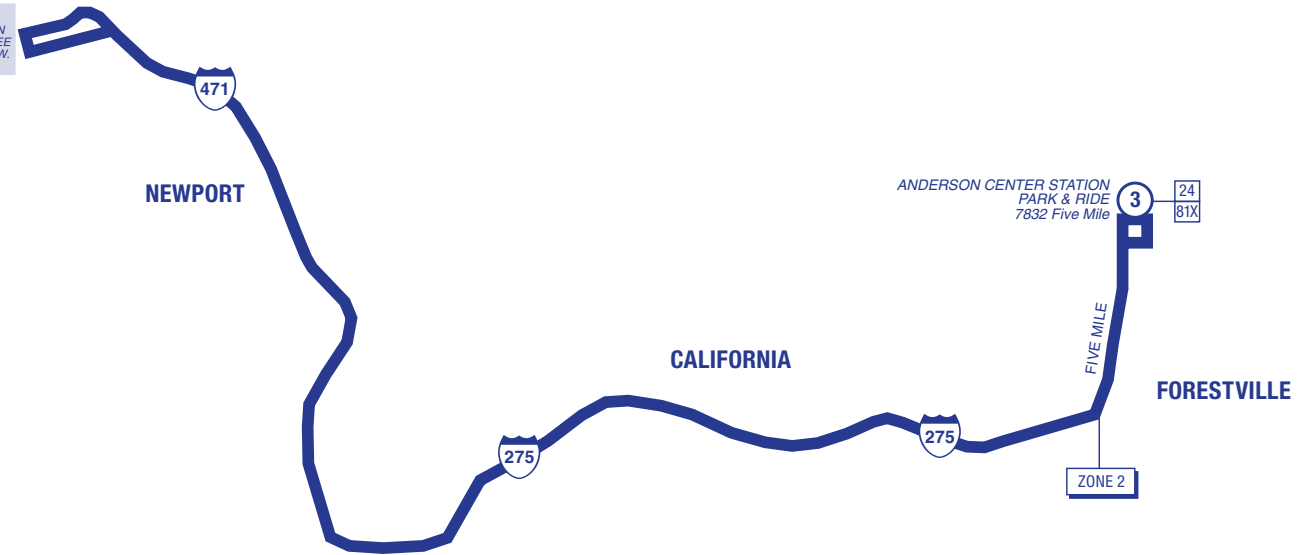 471
NEWPORT
ANDERSON CENTER STATION
PARK & RIDE
7832 Five Mile
3
24
81X
FIVE MILE
CALIFORNIA
FORESTVILLE
275
275
ZONE 2